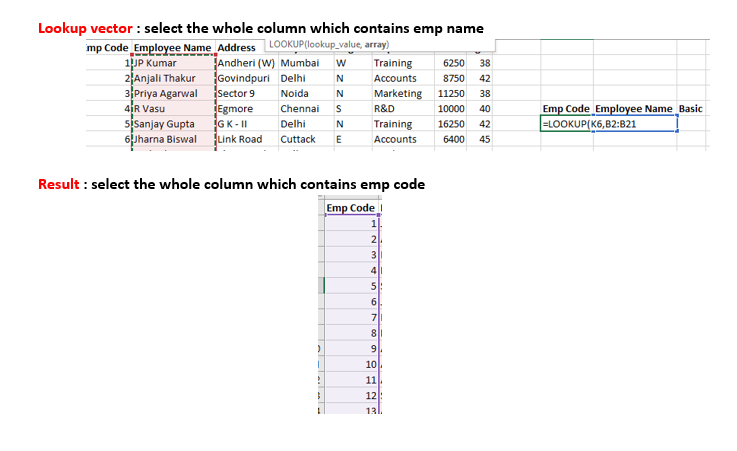 Lookup vector : select the whole column which contains emp name
LOOKUP(lookup_value, array)
mp Code Employee Name Address
1 JP Kumar Andheri (W) Mumbai W Training 6250 38
2 Anjali Thakur Govindpuri Delhi N Accounts 8750 42
3 Priya Agarwal Sector 9 Noida N Marketing 11250 38
4 R Vasu Egmore Chennai S R&D 10000 40 Emp Code Employee Name Basic
5 Sanjay Gupta G K - II Delhi N Training 16250 42 =LOOKUP(K6,B2:B21
6 Jharna Biswal Link Road Cuttack E Accounts 6400 45
Result : select the whole column which contains emp code
Emp Code
1
2
3
4
5
6
7
8
9
10
11
12
13